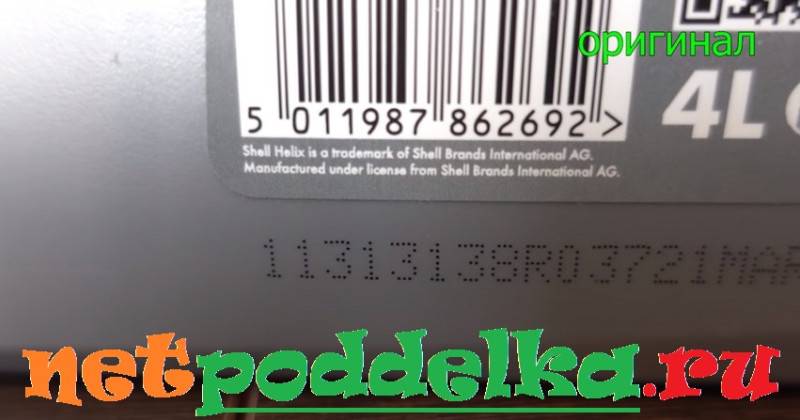 оригинал
4L
5 011987 862692 >
Shell Helix is a trademark of Shell Brands International AG.
Manufactured under license from Shell Brands International AG.
11313138R03721MAR
netpoddelka.ru